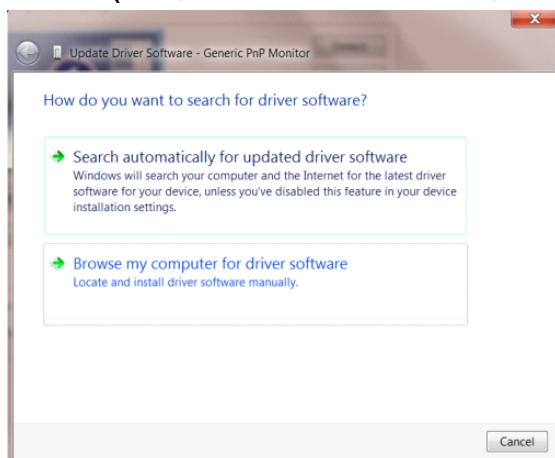 Update Driver Software - Generic PnP Monitor
How do you want to search for driver software?
Search automatically for updated driver software
Windows will search your computer and the Internet for the latest driver
software for your device, unless you've disabled this feature in your device
installation settings.
Browse my computer for driver software
Locate and install driver software manually.
Cancel